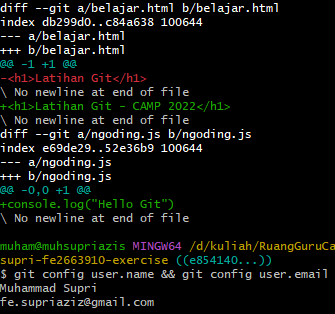 diff --git a/belajar.html b/belajar.html
index db299d0..c84a638 100644
--- a/belajar.html
+++ b/belajar.html
@@ -1 +1 @@
-<h1>Latihan Git</h1>
\ No newline at end of file
+<h1>Latihan Git - CAMP 2022</h1>
\ No newline at end of file
diff --git a/ngoding.js b/ngoding.js
index e69de29..52e36b9 100644
--- a/ngoding.js
+++ b/ngoding.js
@@ -0,0 +1 @@
+console.log("Hello Git")
\ No newline at end of file
muham@muhsupriazis MINGW64 /d/kuliah/RuangGuruCa
supri-fe2663910-exercise ((e854140...))
$ git config user.name && git config user.email
Muhammad Supri
fe.supriaziz@gmail.com